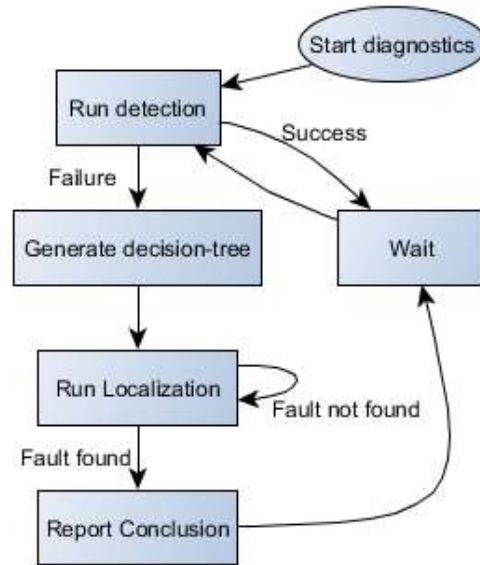 Start diagnostics
Run detection
Success
Failure
Generate decision-tree
Wait
Run Localization
Fault not found
Fault found
Report Conclusion